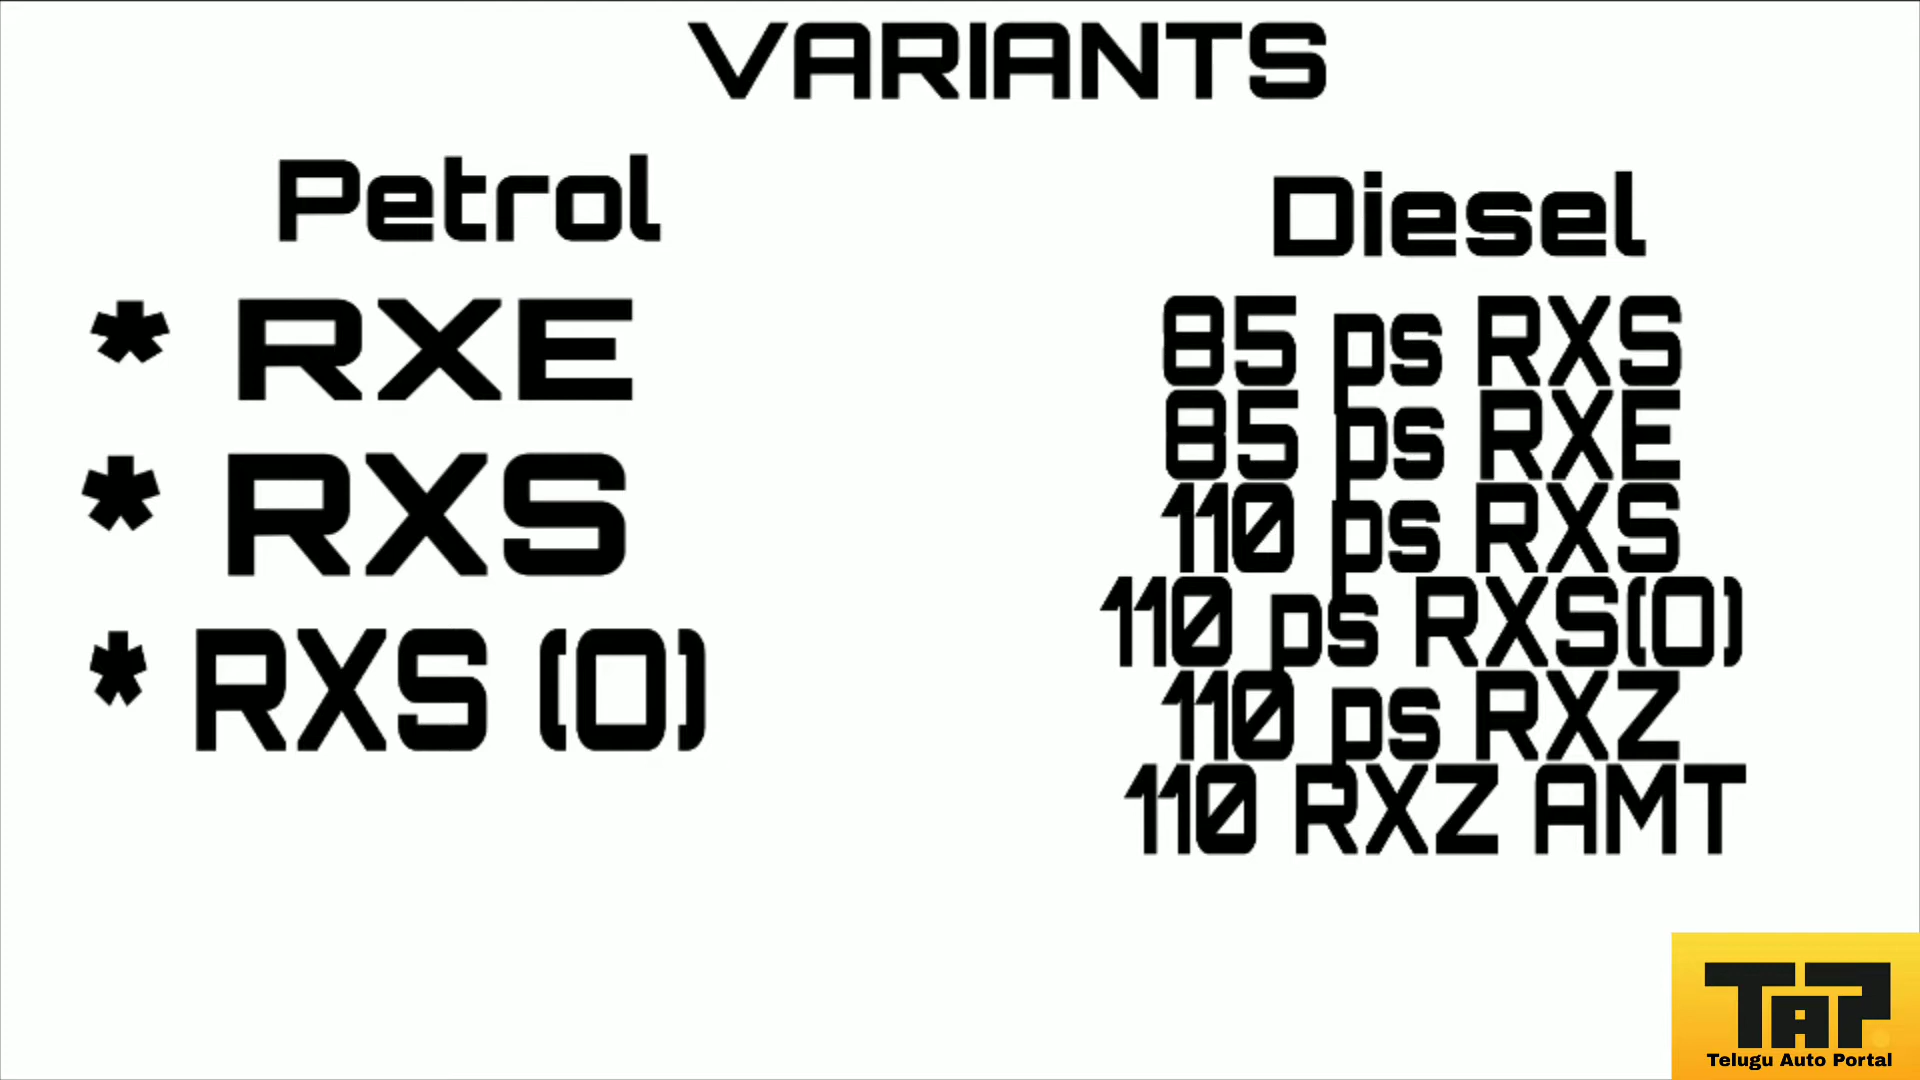 VARIANTS
Petrol
* RXE
* RXS
* RXS (O)
Diesel
85 ps RXS
85 ps RXE
110 ps RXS
110 ps RXS(O)
110 ps RXZ
110 RXZ AMT
TAP
Telugu Auto Portal